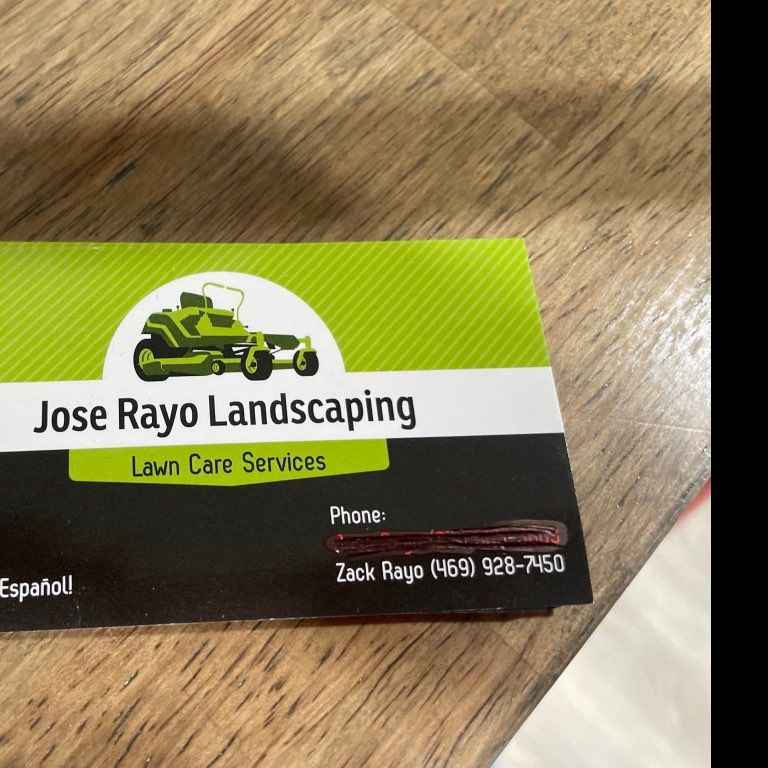 Jose Rayo Landscaping
Lawn Care Services
Phone:
Zack Rayo (469) 928-7450
Español!